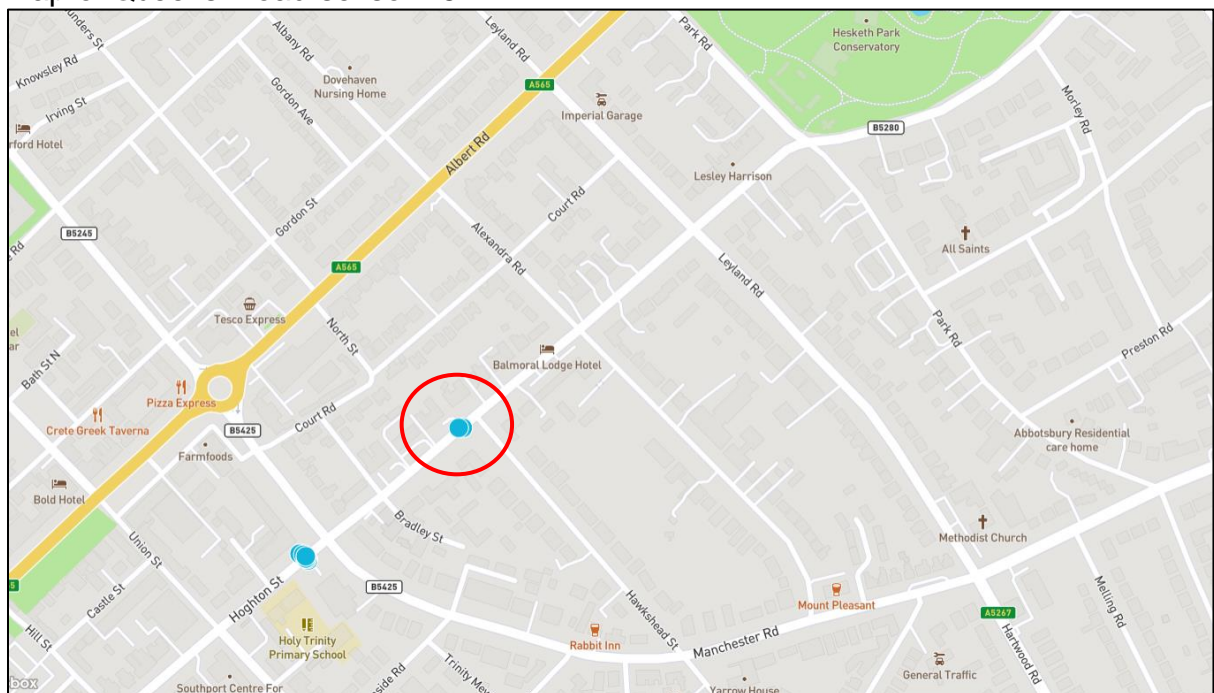 Knowsley Rd
Irving St
Albany Rd
Gordon Ave
Dovehaven
Nursing Home
Leyland Rd
A565
Imperial Garage
Park Rd
Hesketh Park
Conservatory
B5280
Morley Rd
Lesley Harrison
Albert Rd
Court Rd
Gordon St
B5245
A565
Alexandra Rd
Leyland Rd
All Saints
Park Rd
Preston Rd
Tesco Express
North St
Bath St N
Pizza Express
Balmoral Lodge Hotel
Crete Greek Taverna
Court Rd
B5425
Farmfoods
Abbotsbury Residential
care home
Bold Hotel
Bradley St
Union St
Methodist Church
Castle St
Hoghton St
B5425
Hawkshead St
Mount Pleasant
A5267
Melling Rd
Hill St
Holy Trinity
Primary School
Rabbit Inn
Manchester Rd
Hartwood Rd
General Traffic
Southport Centre For
Trinity Mew
Yarrow House
box